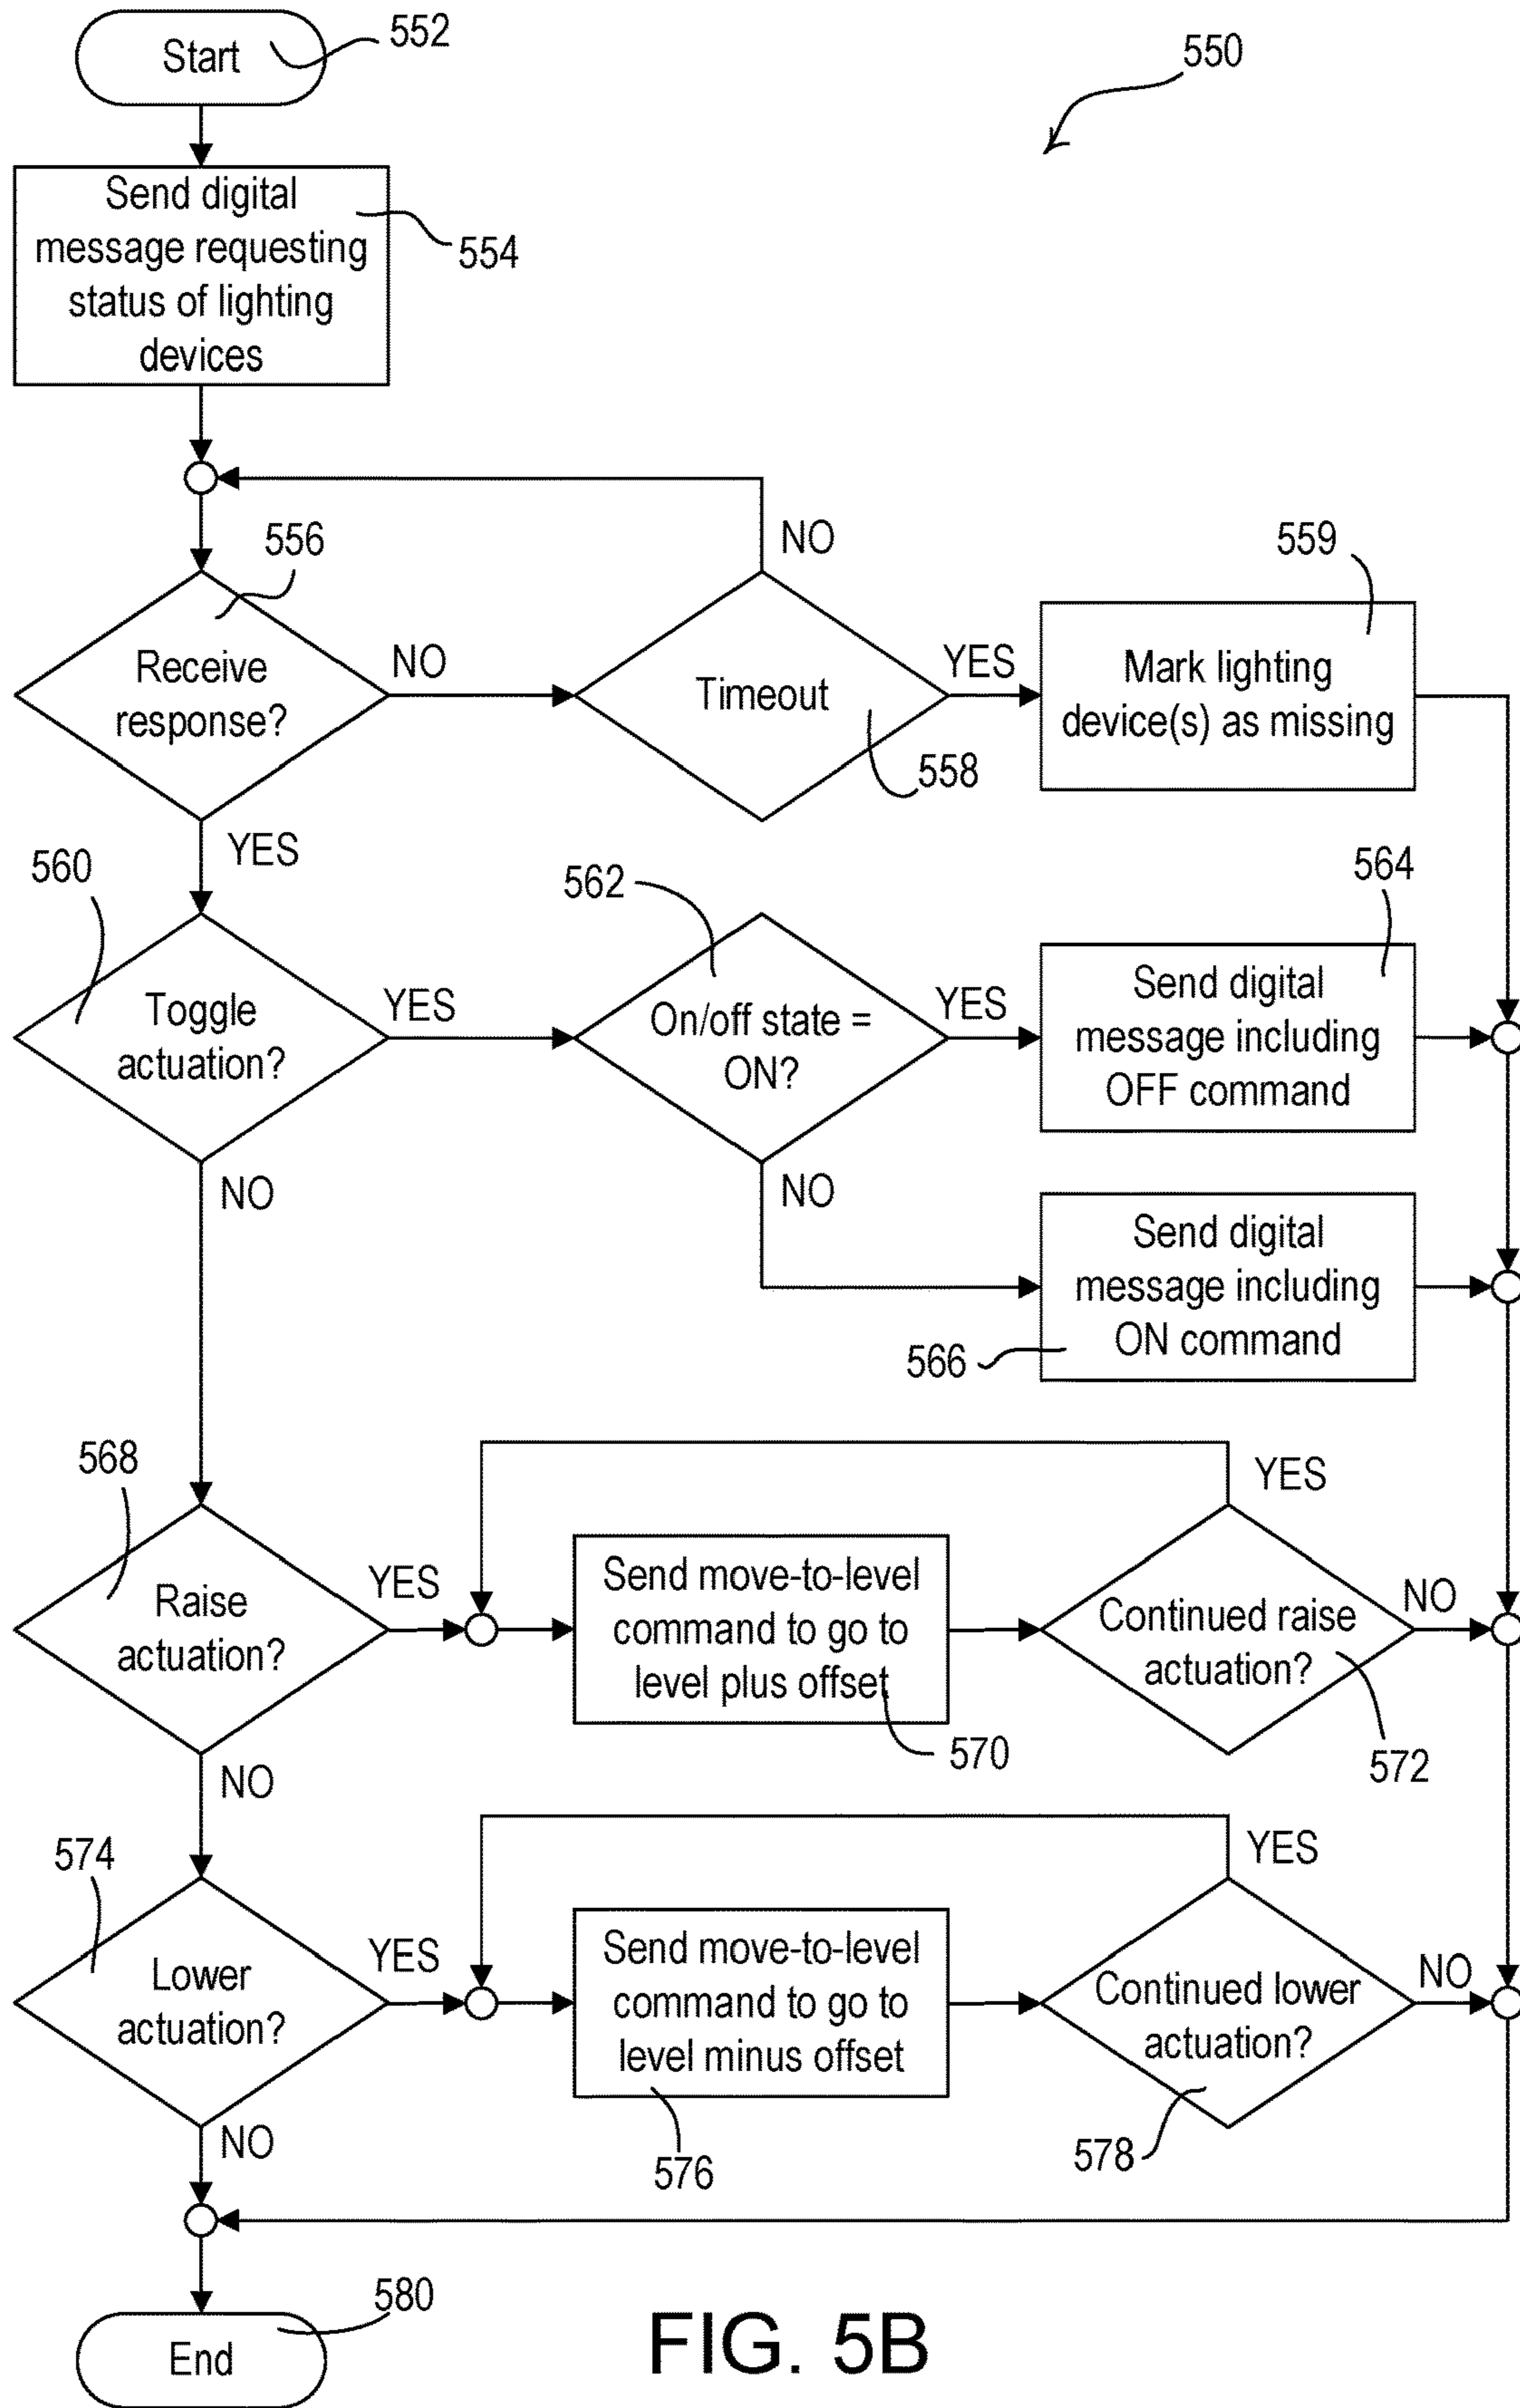 Start
552
550
Send digital
message requesting
status of lighting
devices
554
NO
556
559
Receive
response?
NO
Timeout
YES
Mark lighting
device(s) as missing
558
YES
560
562
564
Toggle
actuation?
YES
On/off state =
ON?
YES
Send digital
message including
OFF command
NO
NO
Send digital
message including
ON command
566
568
YES
Raise
actuation?
YES
Send move-to-level
command to go to
level plus offset
Continued raise
actuation?
NO
570
572
NO
574
YES
Lower
actuation?
YES
Send move-to-level
command to go to
level minus offset
Continued lower
actuation?
NO
576
578
NO
580
End
FIG. 5B